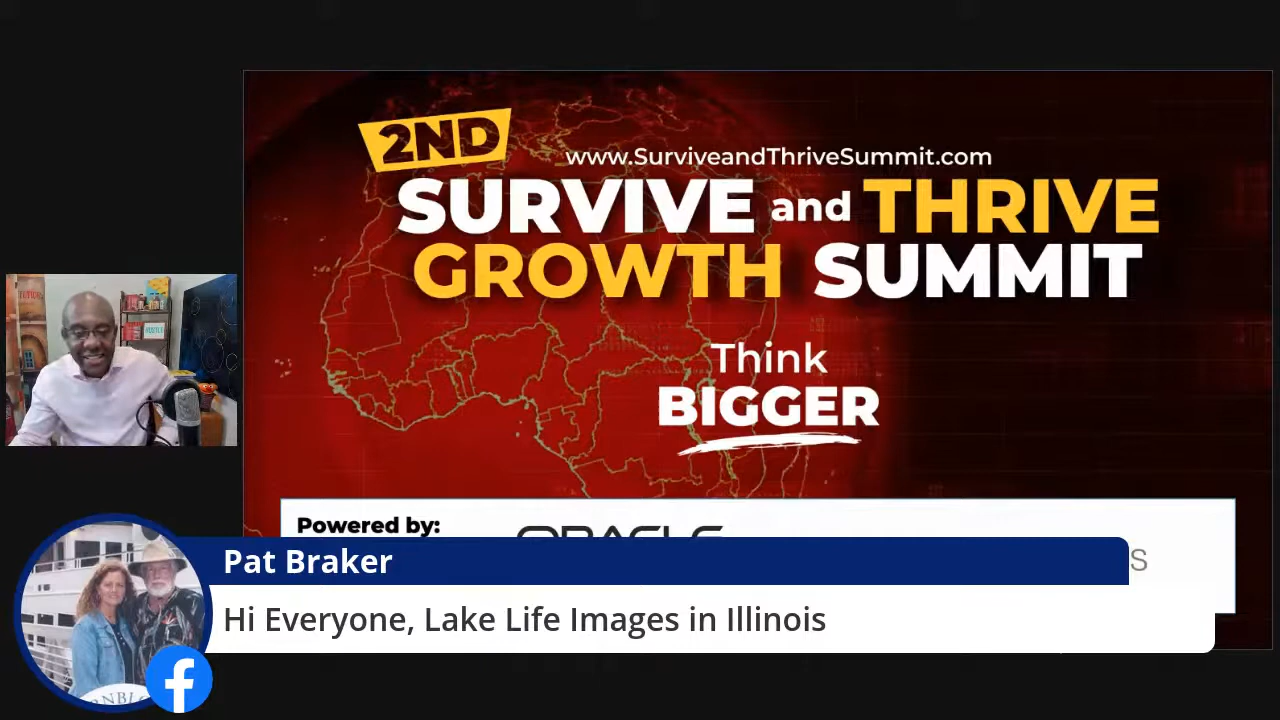 2ND
www.SurviveandThriveSummit.com
SURVIVE and THRIVE
GROWTH SUMMIT
Think
BIGGER
Powered by:
ORACLE
S
Pat Braker
Hi Everyone, Lake Life Images in Illinois